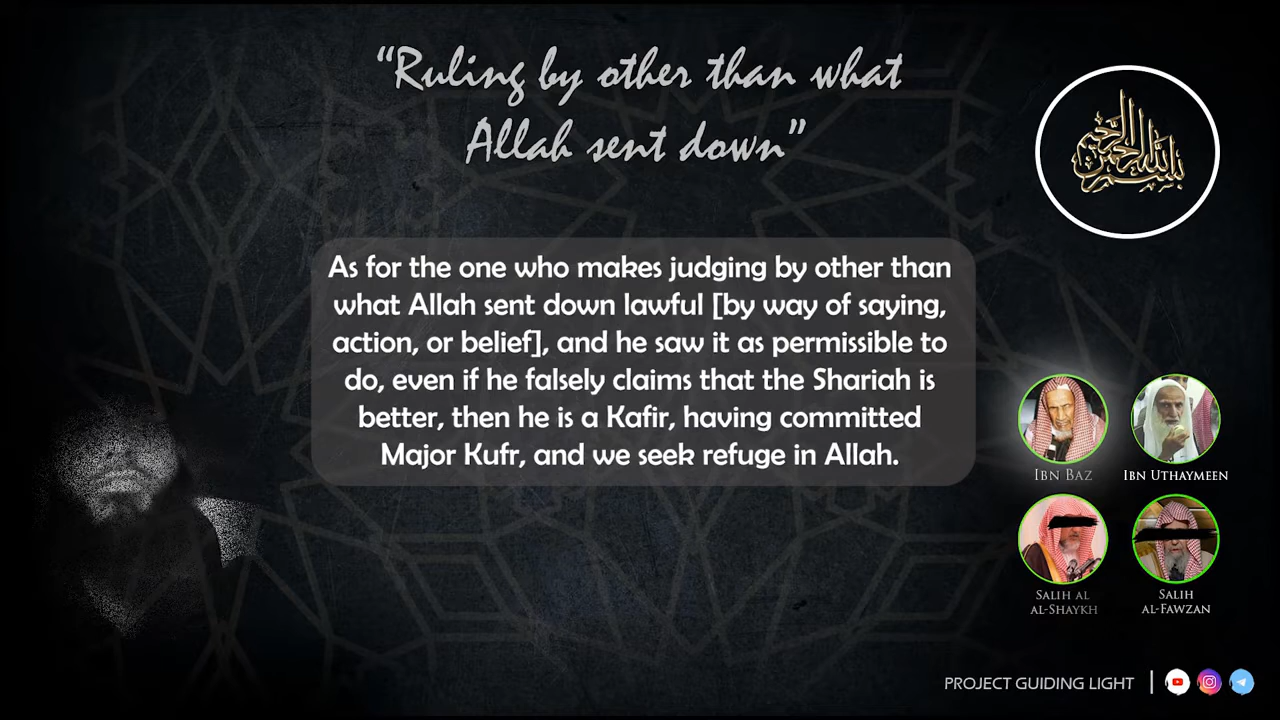 “Ruling by other than what
Allah sent down”
بسم الله الرحمن الرحيم
As for the one who makes judging by other than
what Allah sent down lawful [by way of saying,
action, or belief], and he saw it as permissible to
do, even if he falsely claims that the Shariah is
better, then he is a Kafir, having committed
Major Kufr, and we seek refuge in Allah.
IBN BAZ
IBN UTHAYMEEN
SALIH AL
AL-SHAYKH
SALIH
AL-FAWZAN
PROJECT GUIDING LIGHT |